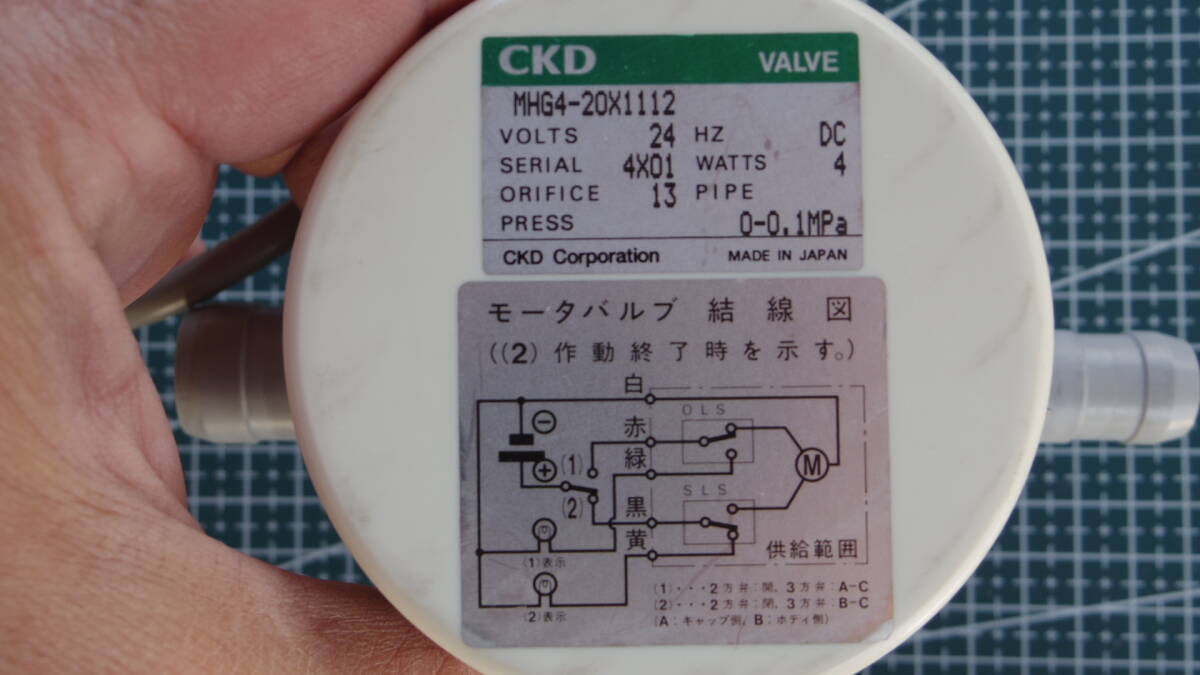 CKD VALVE
MHG4-20X1112
VOLTS 24 HZ DC
SERIAL 4X01 WATTS 4
ORIFICE 13 PIPE
PRESS 0-0.1MPa
CKD Corporation MADE IN JAPAN
モータバルブ 結線図
((2)作動終了時を示す。)
白
OLS
赤
⊖
緑
(1)
⊕
M
SLS
(2)
黒
黄
供給範囲
(1)表示
(1)・・・2方弁:開、3方弁:A-C
(2)・・・2方弁:閉、3方弁:B-C
(2)表示
(A:キャップ側、B:ボディ側)